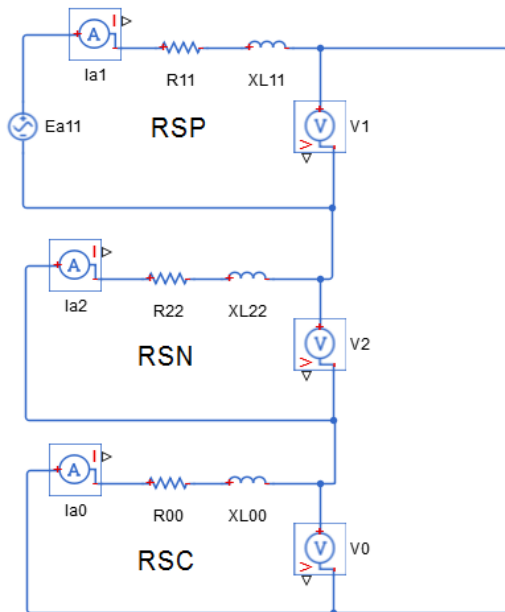 I
A
Ia1
R11
XL11
Ea11
RSP
V
V1
I
A
Ia2
R22
XL22
RSN
V
V2
I
A
Ia0
R00
XL00
RSC
V
V0